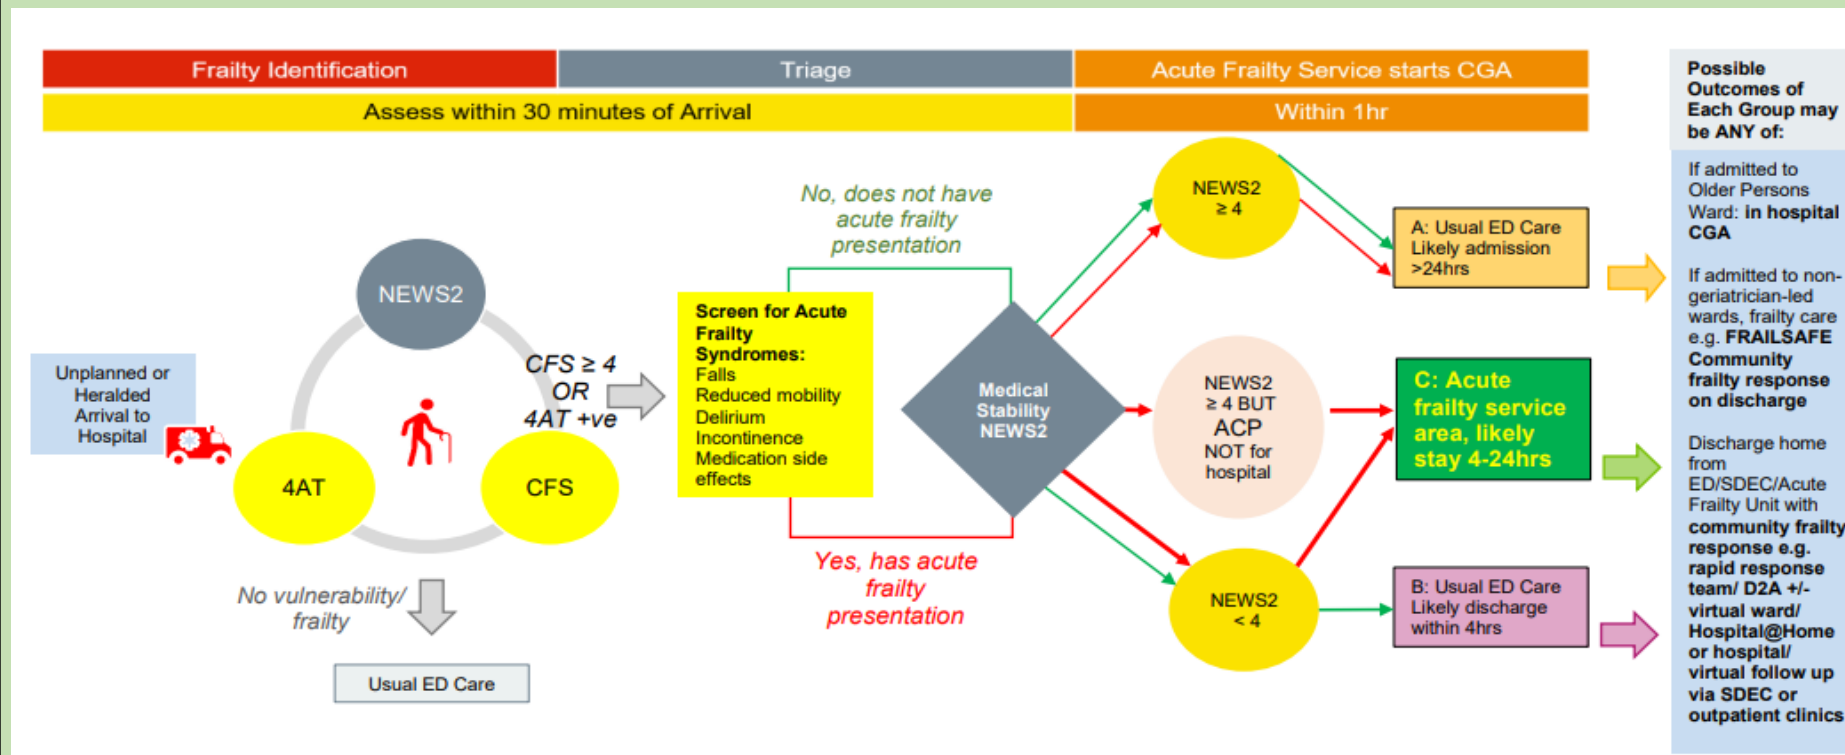 Frailty Identification
Triage
Acute Frailty Service starts CGA
Assess within 30 minutes of Arrival
Within 1hr
Unplanned or
Heralded
Arrival to
Hospital
NEWS2
4AT
CFS
CFS ≥ 4
OR
4AT +ve
No vulnerability/
frailty
Usual ED Care
Screen for Acute
Frailty
Syndromes:
Falls
Reduced mobility
Delirium
Incontinence
Medication side
effects
No, does not have
acute frailty
presentation
Yes, has acute
frailty
presentation
Medical
Stability
NEWS2
NEWS2
≥ 4
NEWS2
≥ 4 BUT
ACP
NOT for
hospital
NEWS2
< 4
A: Usual ED Care
Likely admission
>24hrs
C: Acute
frailty service
area, likely
stay 4-24hrs
B: Usual ED Care
Likely discharge
within 4hrs
Possible
Outcomes of
Each Group may
be ANY of:
If admitted to
Older Persons
Ward: in hospital
CGA
If admitted to non-
geriatrician-led
wards, frailty care
e.g. FRAILSAFE
Community
frailty response
on discharge
Discharge home
from
ED/SDEC/Acute
Frailty Unit with
community frailty
response e.g.
rapid response
team/ D2A +/-
virtual ward/
Hospital@Home
or hospital/
virtual follow up
via SDEC or
outpatient clinics